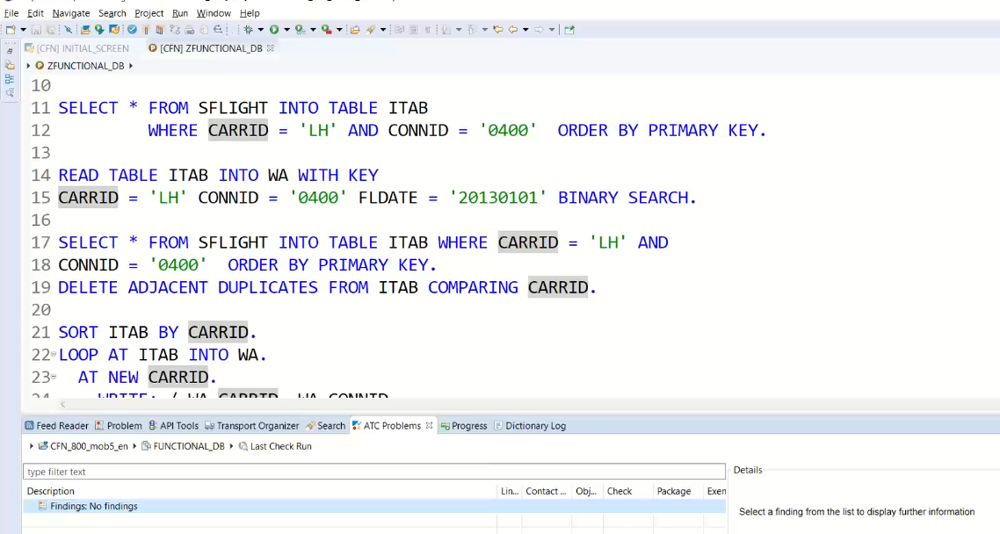 File Edit Navigate Search Project Run Window Help
[CFN] INITIAL_SCREEN [CFN] ZFUNCTIONAL_DB
ZFUNCTIONAL_DB
10
11 SELECT * FROM SFLIGHT INTO TABLE ITAB
12 WHERE CARRID = 'LH' AND CONNID = '0400' ORDER BY PRIMARY KEY.
13
14 READ TABLE ITAB INTO WA WITH KEY
15 CARRID = 'LH' CONNID = '0400' FLDATE = '20130101' BINARY SEARCH.
16
17 SELECT * FROM SFLIGHT INTO TABLE ITAB WHERE CARRID = 'LH' AND
18 CONNID = '0400' ORDER BY PRIMARY KEY.
19 DELETE ADJACENT DUPLICATES FROM ITAB COMPARING CARRID.
20
21 SORT ITAB BY CARRID.
22 LOOP AT ITAB INTO WA.
23 AT NEW CARRID.
Feed Reader Problem API Tools Transport Organizer Search ATC Problems Progress Dictionary Log
CFN_800_mob5_en FUNCTIONAL_DB Last Check Run
type filter text
Details
Description Lin... Contact ... Obj... Check Package Exen
Findings: No findings
Select a finding from the list to display further information